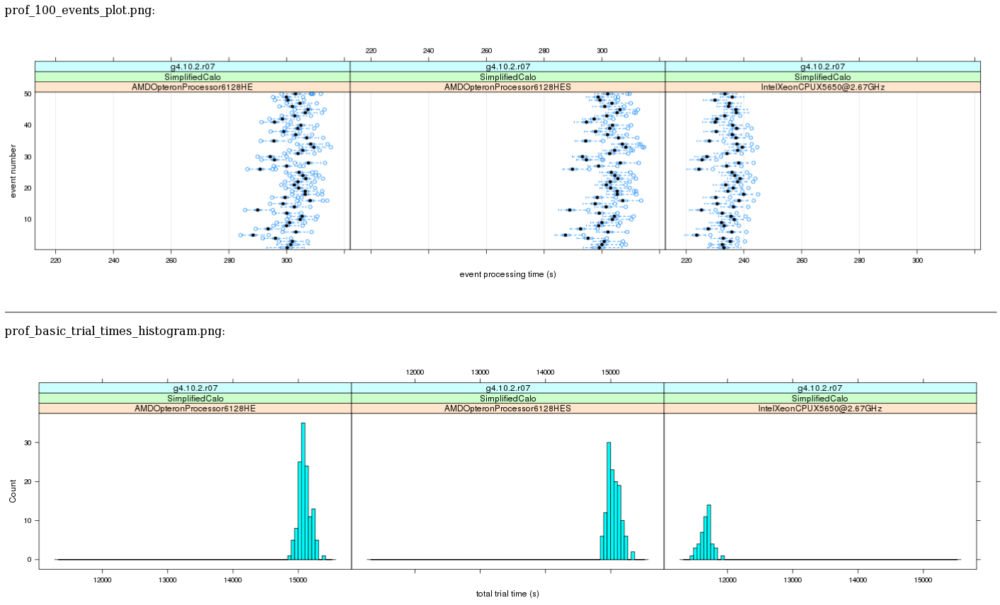 prof_100_events_plot.png:
220 240 260 280 300
g4.10.2.r07 g4.10.2.r07 g4.10.2.r07
SimplifiedCalo SimplifiedCalo SimplifiedCalo
AMDOpteronProcessor6128HE AMDOpteronProcessor6128HES IntelXeonCPUX5650@2.67GHz
50
40
30
20
10
event number
220 240 260 280 300 220 240 260 280 300
event processing time (s)
prof_basic_trial_times_histogram.png:
12000 13000 14000 15000
g4.10.2.r07 g4.10.2.r07 g4.10.2.r07
SimplifiedCalo SimplifiedCalo SimplifiedCalo
AMDOpteronProcessor6128HE AMDOpteronProcessor6128HES IntelXeonCPUX5650@2.67GHz
30
20
10
0
Count
12000 13000 14000 15000 12000 13000 14000 15000
total trial time (s)